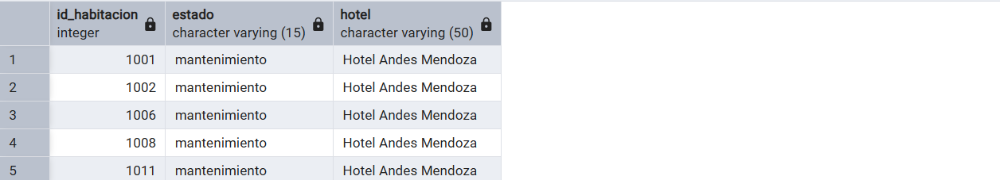 id_habitacion estado hotel
integer character varying (15) character varying (50)
1 1001 mantenimiento Hotel Andes Mendoza
2 1002 mantenimiento Hotel Andes Mendoza
3 1006 mantenimiento Hotel Andes Mendoza
4 1008 mantenimiento Hotel Andes Mendoza
5 1011 mantenimiento Hotel Andes Mendoza